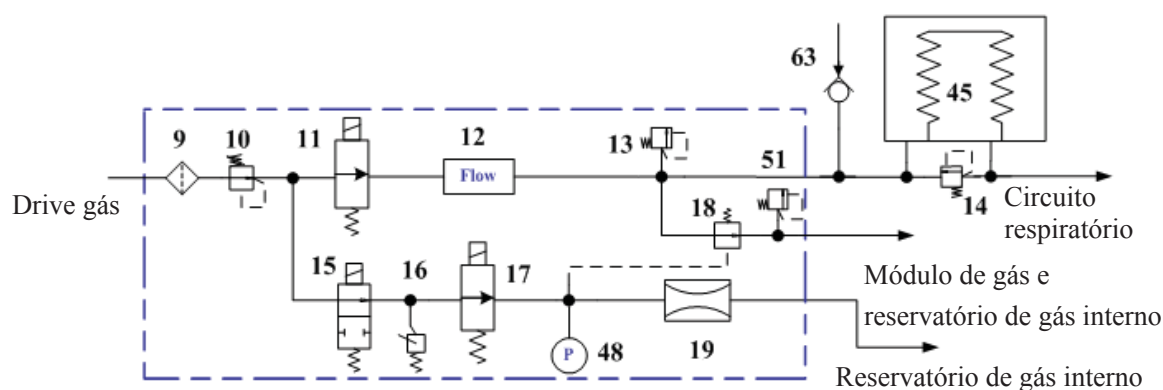 63
45
9
10
11
12
13
51
Flow
Drive gás
18
14
Circuito
respiratório
15
16
17
Módulo de gás e
reservatório de gás interno
P
48
19
Reservatório de gás interno